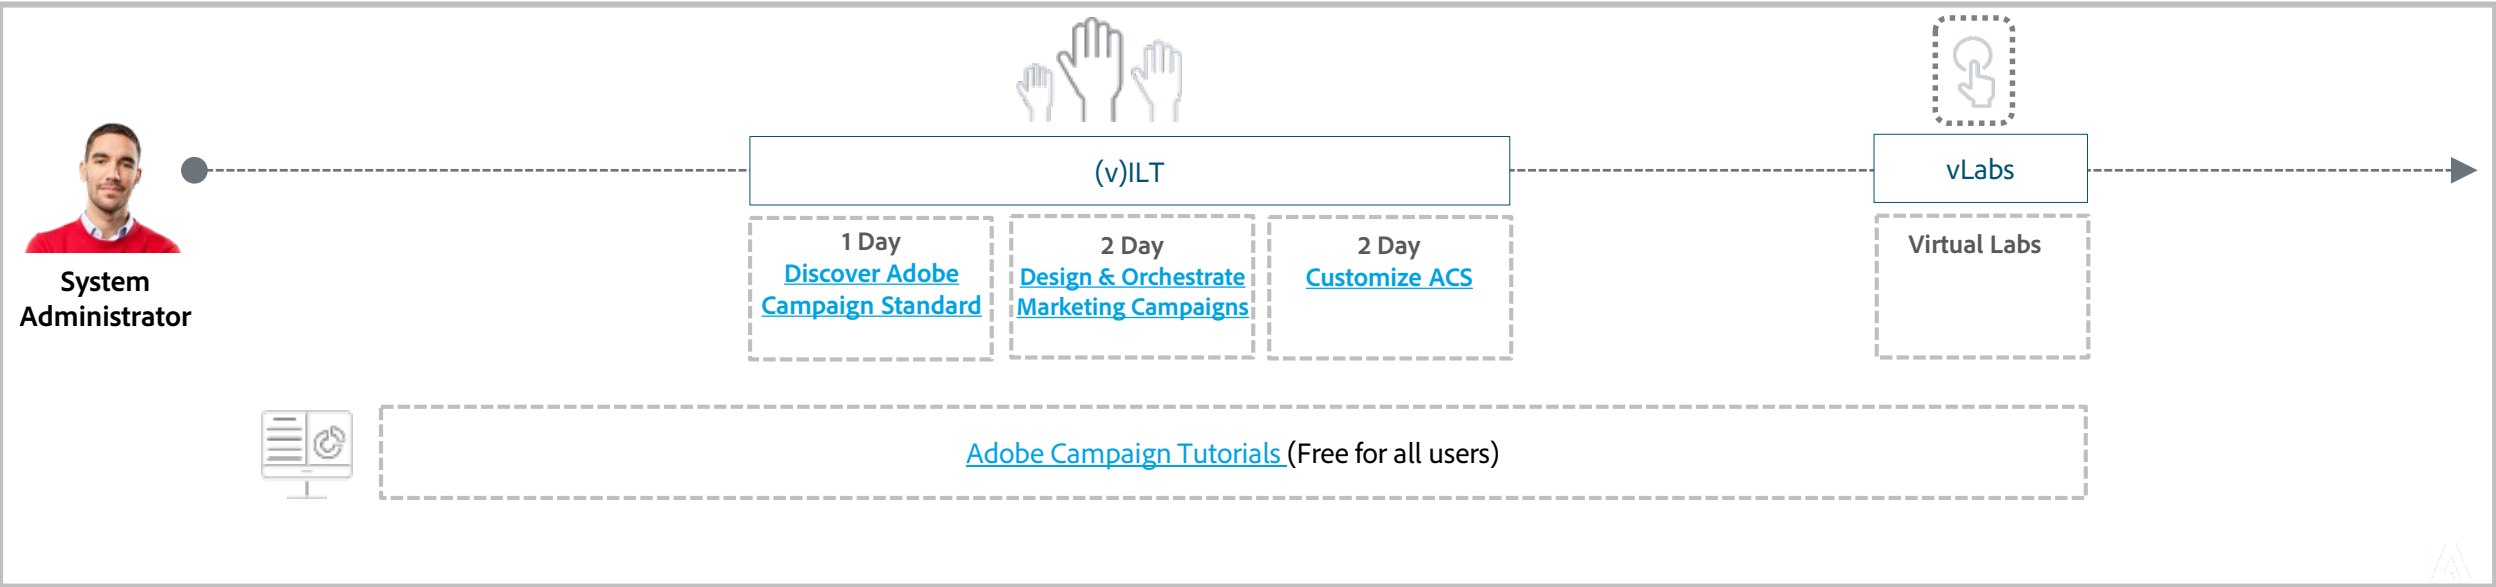 (v)ILT
vLabs
System
Administrator
1 Day
Discover Adobe
Campaign Standard
2 Day
Design & Orchestrate
Marketing Campaigns
2 Day
Customize ACS
Virtual Labs
Adobe Campaign Tutorials (Free for all users)